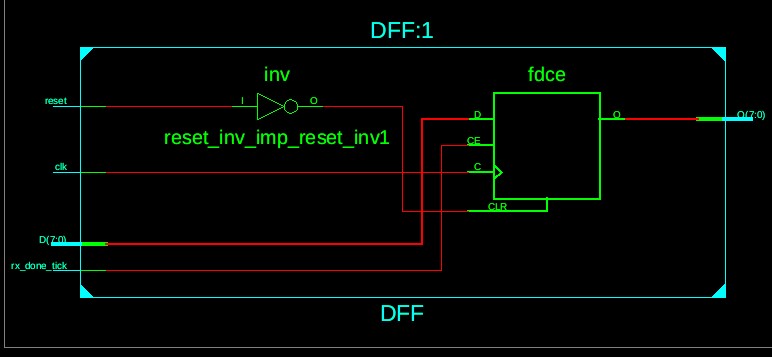 DFF:1
inv
fdce
reset
I
O
D
Q
Q(7:0)
reset_inv_imp_reset_inv1
CE
clk
C
CLR
D(7:0)
rx_done_tick
DFF